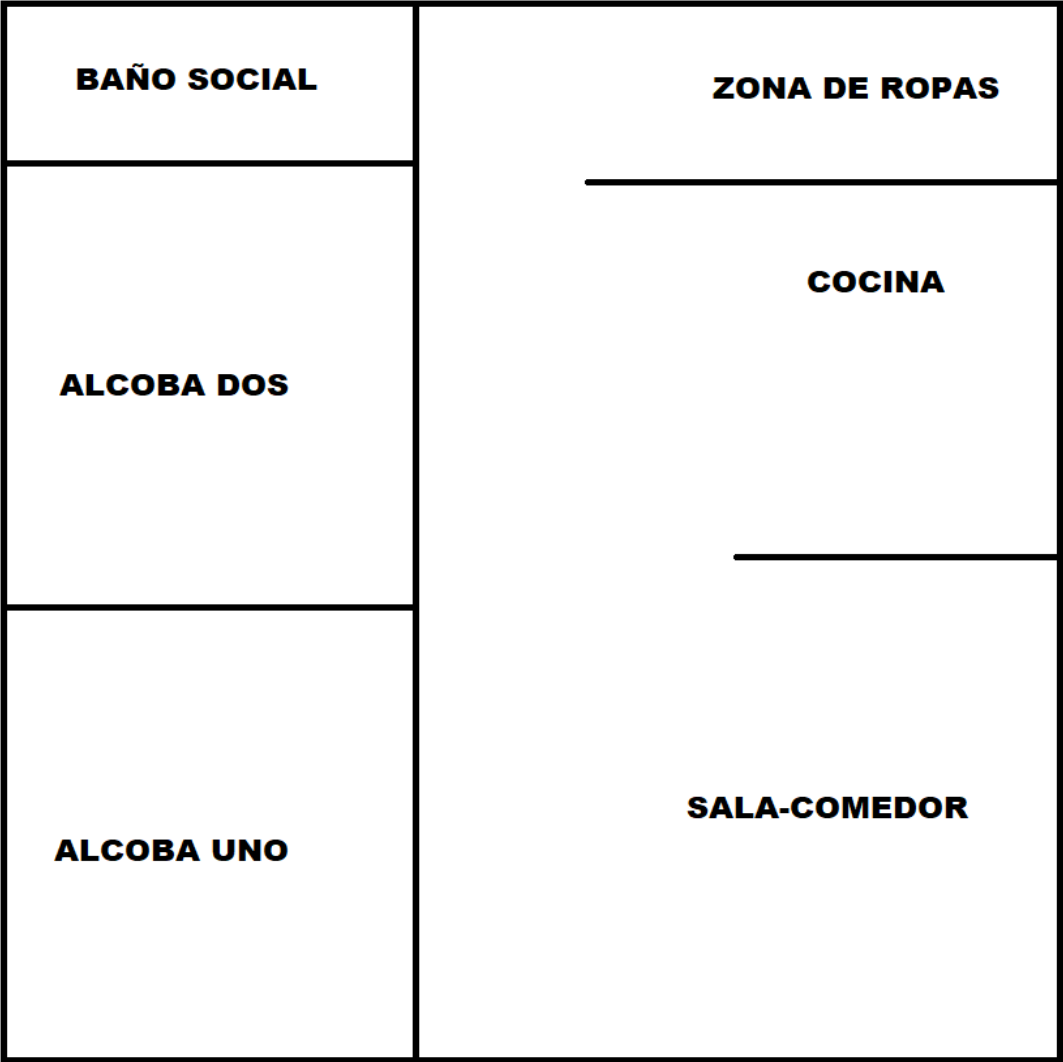 BAÑO SOCIAL
ZONA DE ROPAS
COCINA
ALCOBA DOS
SALA-COMEDOR
ALCOBA UNO